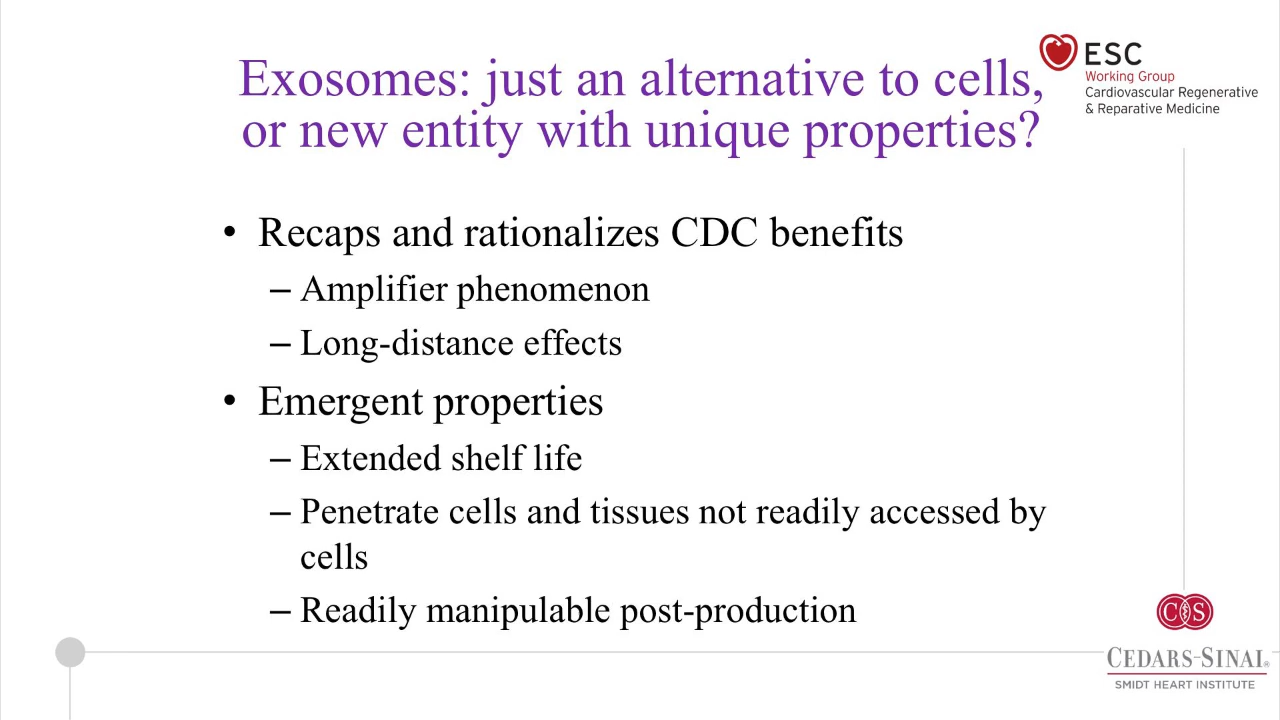 Exosomes: just an alternative to cells,
or new entity with unique properties?
ESC
Working Group
Cardiovascular Regenerative
& Reparative Medicine
• Recaps and rationalizes CDC benefits
– Amplifier phenomenon
– Long-distance effects
• Emergent properties
– Extended shelf life
– Penetrate cells and tissues not readily accessed by
cells
– Readily manipulable post-production
CS
CEDARS-SINAI®
SMIDT HEART INSTITUTE